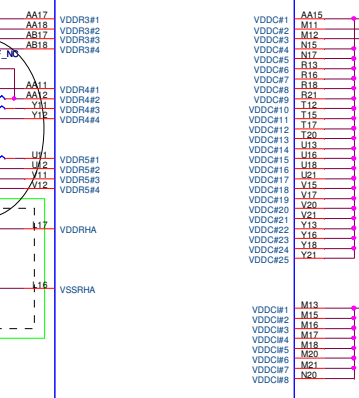 AA17 VDDR3#1
AA18 VDDR3#2
AB17 VDDR3#3
AB18 VDDR3#4
_NC
AA11 VDDR4#1
AA12 VDDR4#2
Y11 VDDR4#3
Y12 VDDR4#4
U11 VDDR5#1
U12 VDDR5#2
V11 VDDR5#3
V12 VDDR5#4
L17 VDDRHA
L16 VSSRHA
VDDC#1 AA15
VDDC#2 M11
VDDC#3 M12
VDDC#4 N15
VDDC#5 N17
VDDC#6 R13
VDDC#7 R16
VDDC#8 R18
VDDC#9 R21
VDDC#10 T12
VDDC#11 T15
VDDC#12 T17
VDDC#13 T20
VDDC#14 U13
VDDC#15 U16
VDDC#16 U18
VDDC#17 U21
VDDC#18 V15
VDDC#19 V17
VDDC#20 V20
VDDC#21 V21
VDDC#22 Y13
VDDC#23 Y16
VDDC#24 Y18
VDDC#25 Y21
VDDCI#1 M13
VDDCI#2 M15
VDDCI#3 M16
VDDCI#4 M17
VDDCI#5 M18
VDDCI#6 M20
VDDCI#7 M21
VDDCI#8 N20